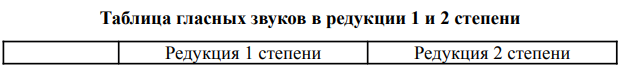 Таблица гласных звуков в редукции 1 и 2 степени
Редукция 1 степени Редукция 2 степени